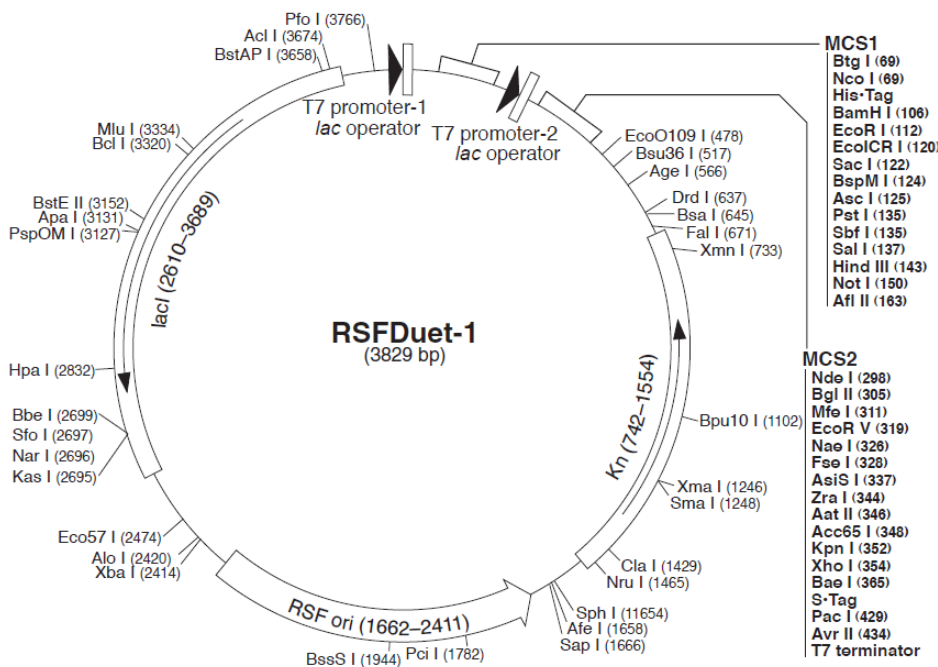 Pfo I (3766)
Acl I (3674)
BstAP I (3658)
T7 promoter-1
lac operator
T7 promoter-2
lac operator
MCS1
Btg I (69)
Nco I (69)
His•Tag
BamH I (106)
EcoR I (112)
EcoICR I (120)
Sac I (122)
BspM I (124)
Asc I (125)
Pst I (135)
Sbf I (135)
Sal I (137)
Hind III (143)
Not I (150)
Afl II (163)
EcoO109 I (478)
Bsu36 I (517)
Age I (566)
Drd I (637)
Bsa I (645)
Fal I (671)
Xmn I (733)
Mlu I (3334)
Bcl I (3320)
BstE II (3152)
Apa I (3131)
PspOM I (3127)
lacI (2610–3689)
RSFDuet-1
(3829 bp)
Kn (742–1554)
Hpa I (2832)
Bbe I (2699)
Sfo I (2697)
Nar I (2696)
Kas I (2695)
MCS2
Nde I (298)
Bgl II (305)
Mfe I (311)
EcoR V (319)
Nae I (326)
Fse I (328)
AsiS I (337)
Zra I (344)
Aat II (346)
Acc65 I (348)
Kpn I (352)
Xho I (354)
Bae I (365)
S•Tag
Pac I (429)
Avr II (434)
T7 terminator
Bpu10 I (1102)
Xma I (1246)
Sma I (1248)
Cla I (1429)
Nru I (1465)
Eco57 I (2474)
Alo I (2420)
Xba I (2414)
RSF ori (1662–2411)
Sph I (11654)
Afe I (1658)
Sap I (1666)
BssS I (1944)
Pci I (1782)